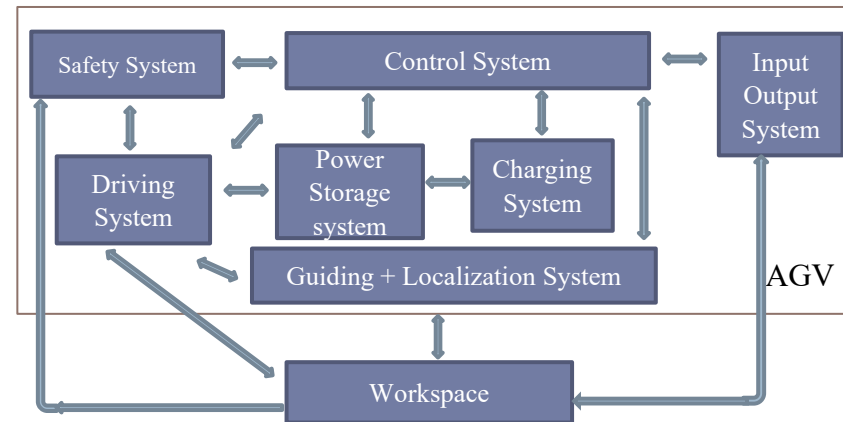 Safety System
Control System
Input
Output
System
Driving
System
Power
Storage
system
Charging
System
Guiding + Localization System
AGV
Workspace